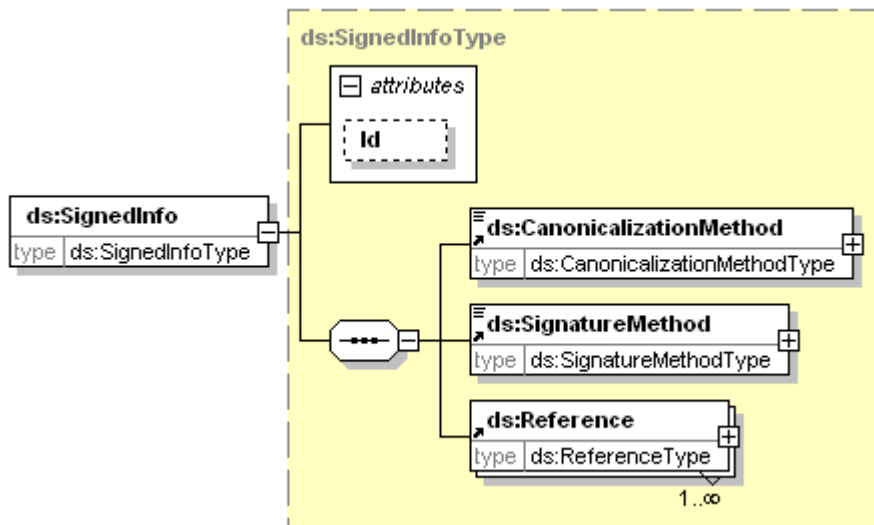 ds:SignedInfoType
attributes
Id
ds:SignedInfo
type ds:SignedInfoType
ds:CanonicalizationMethod
type ds:CanonicalizationMethodType
ds:SignatureMethod
type ds:SignatureMethodType
ds:Reference
type ds:ReferenceType
1..∞